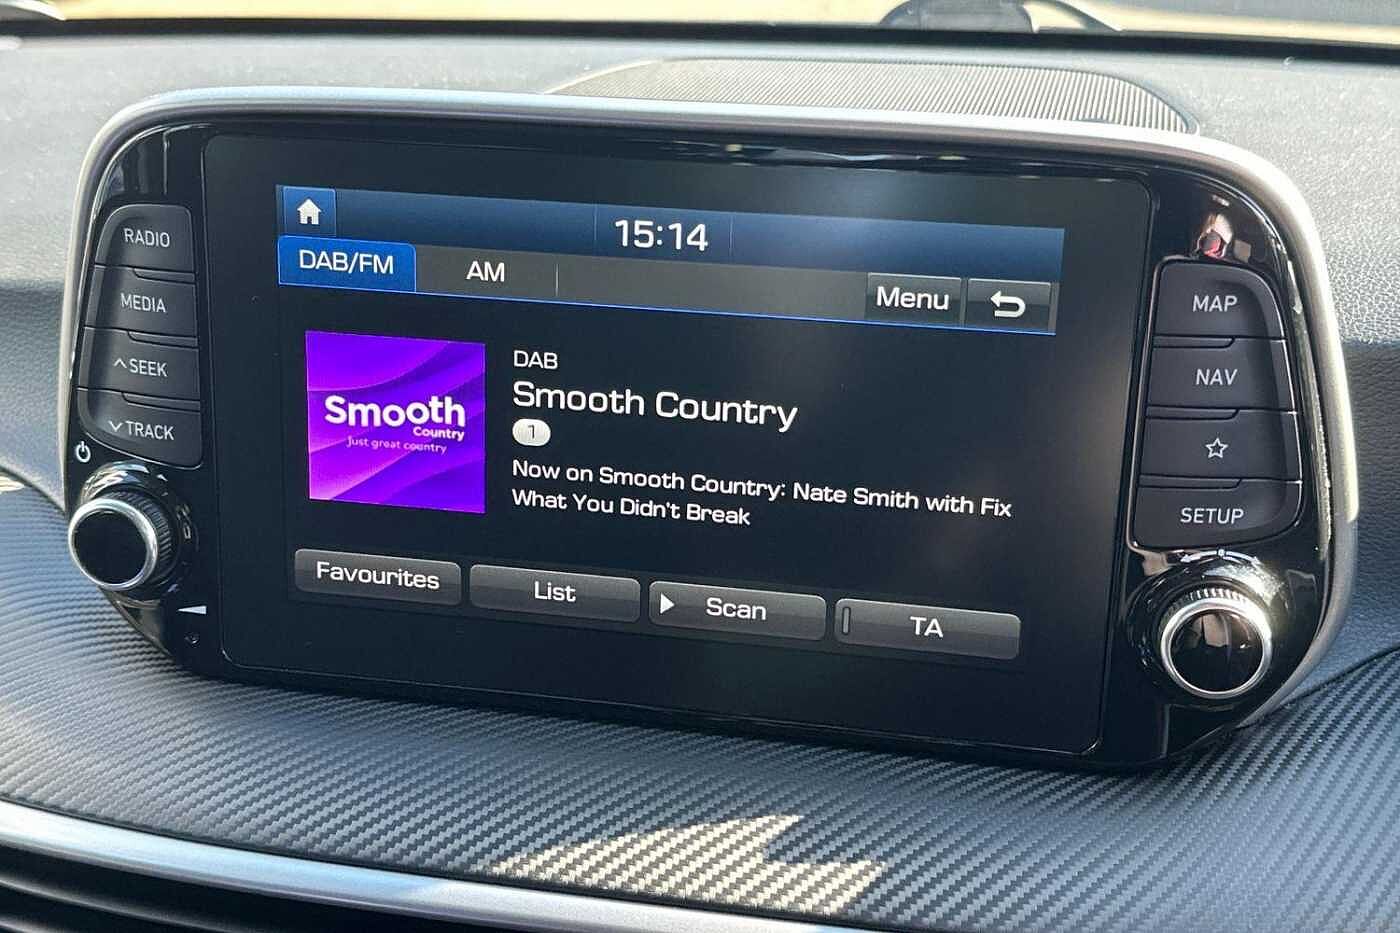 RADIO
MEDIA
SEEK
TRACK
15:14
DAB/FM
AM
Menu
Smooth
Country
Just great country
DAB
Smooth Country
1
Now on Smooth Country: Nate Smith with Fix
What You Didn't Break
Favourites
List
Scan
TA
MAP
NAV
SETUP